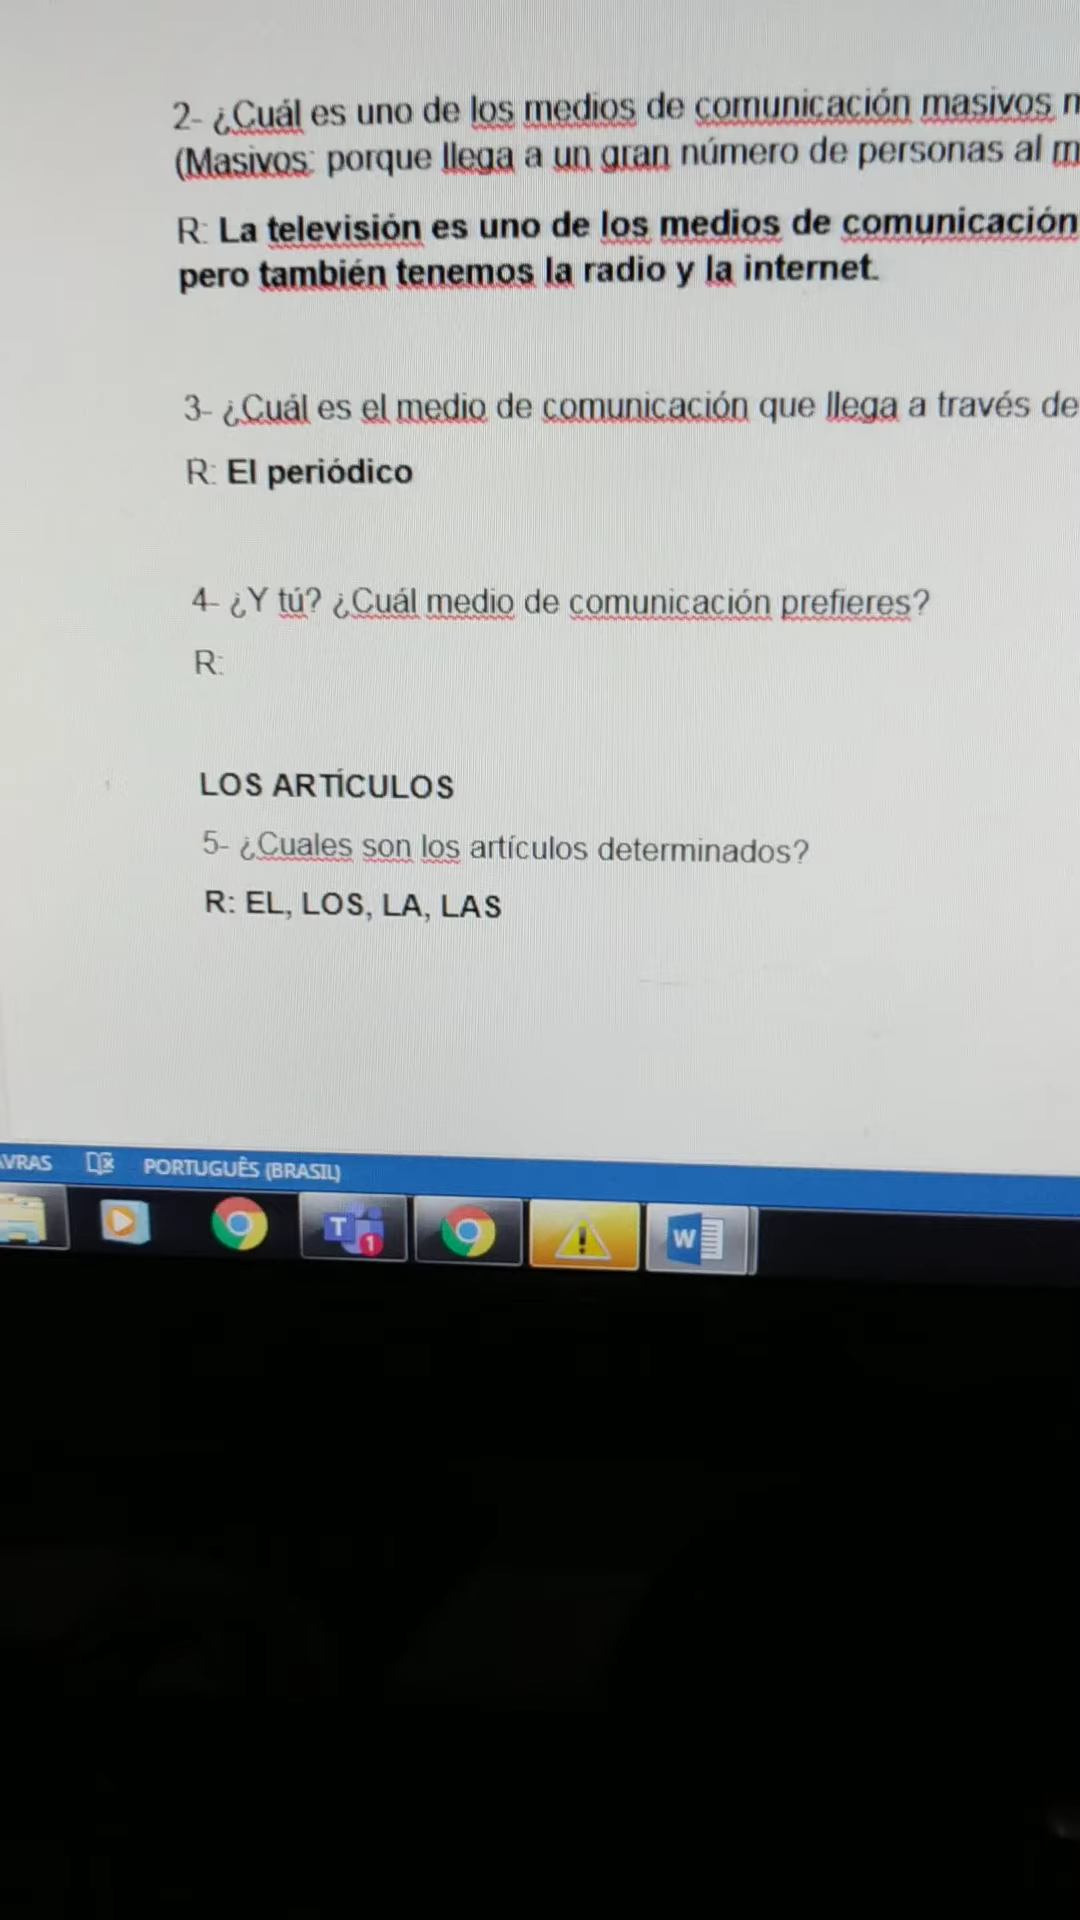 2- ¿Cuál es uno de los medios de comunicación masivos
(Masivos: porque llega a un gran número de personas al
R: La televisión es uno de los medios de comunicación
pero también tenemos la radio y la internet.
3- ¿Cuál es el medio de comunicación que llega a través de
R: El periódico
4- ¿Y tú? ¿Cuál medio de comunicación prefieres?
R:
LOS ARTÍCULOS
5- ¿Cuales son los artículos determinados?
R: EL, LOS, LA, LAS
AVRAS PORTUGUÊS (BRASIL)
T 1 W